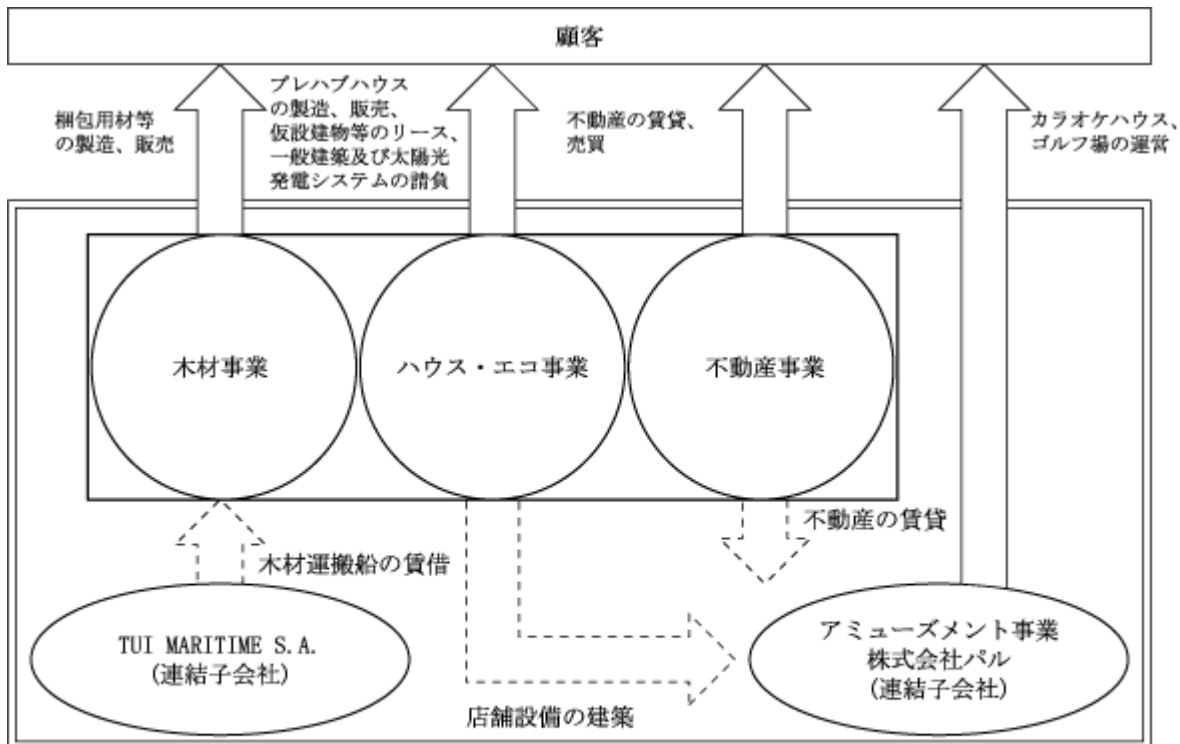 顧客
梱包用材等
の製造、販売
プレハブハウス
の製造、販売、
仮設建物等のリース、
一般建築及び太陽光
発電システムの請負
不動産の賃貸、
売買
カラオケハウス、
ゴルフ場の運営
木材事業
ハウス・エコ事業
不動産事業
木材運搬船の賃借
不動産の賃貸
TUI MARITIME S.A.
(連結子会社)
アミューズメント事業
株式会社パル
(連結子会社)
店舗設備の建築